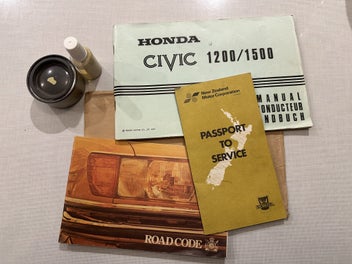 HONDA
CIVIC 1200/1500
MANUAL
CONDUCTEUR
HANDBUCH
New Zealand
Motor Corporation
PASSPORT
TO
SERVICE
ROAD CODE